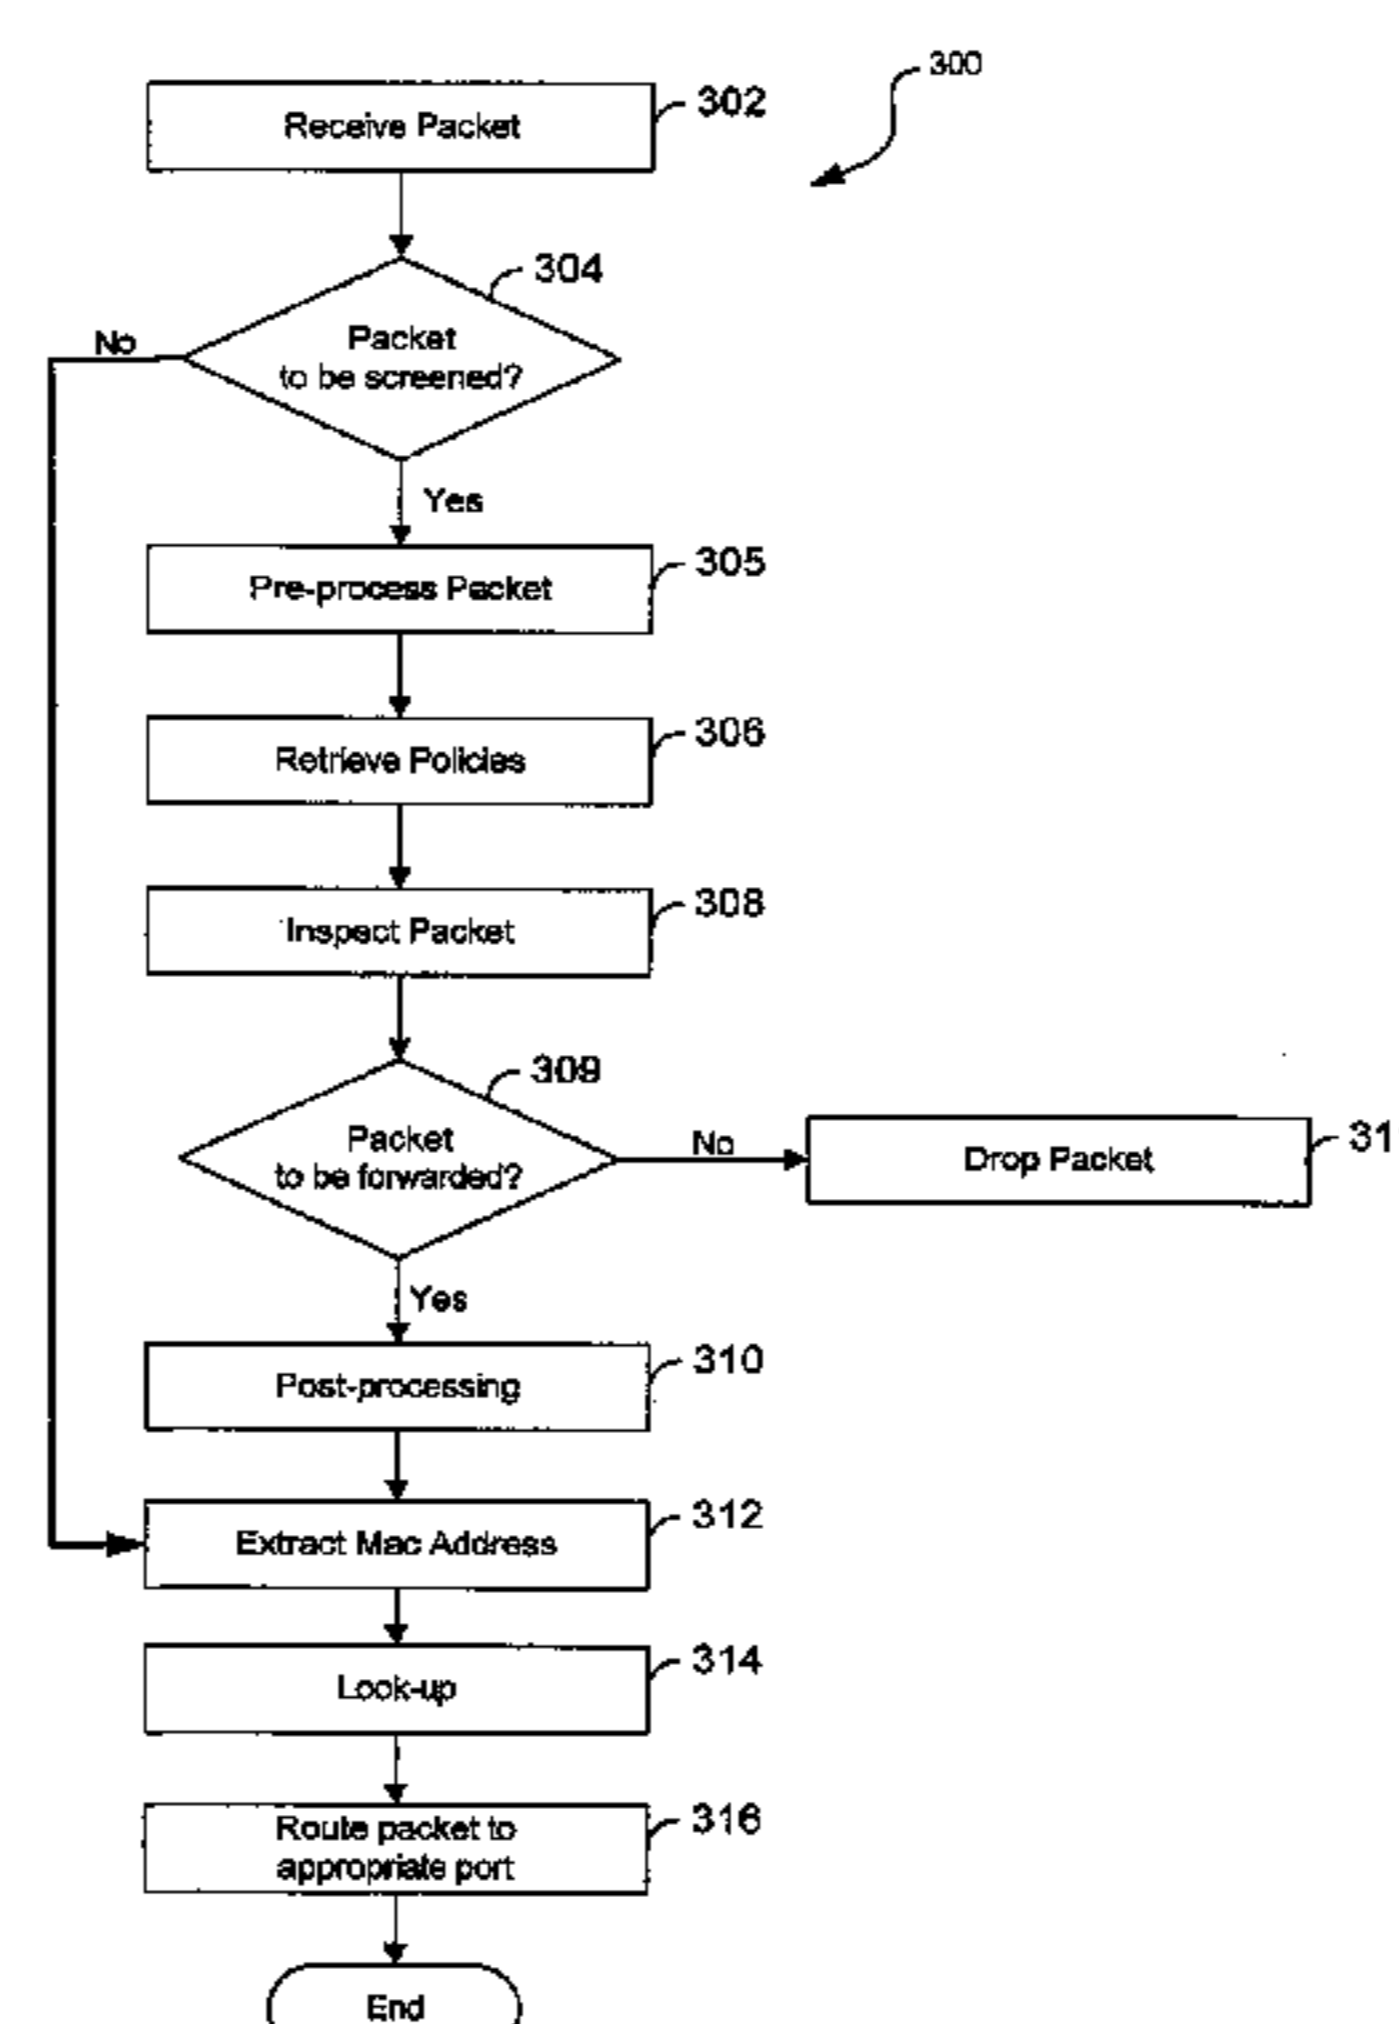 300
Receive Packet
302
304
Packet
to be screened?
No
Yes
Pre-process Packet
305
Retrieve Policies
306
Inspect Packet
308
309
Packet
to be forwarded?
No
Drop Packet
31
Yes
Post-processing
310
Extract Mac Address
312
Look-up
314
Route packet to
appropriate port
316
End